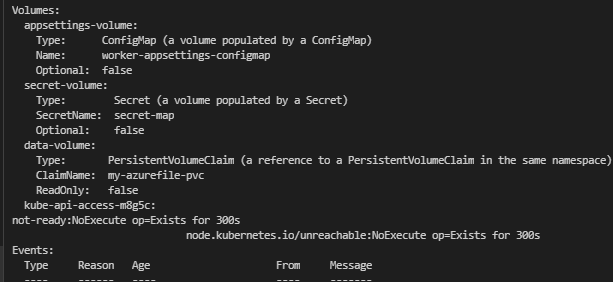 Volumes:
  appsettings-volume:
    Type:      ConfigMap (a volume populated by a ConfigMap)
    Name:      worker-appsettings-configmap
    Optional:  false
  secret-volume:
    Type:        Secret (a volume populated by a Secret)
    SecretName:  secret-map
    Optional:    false
  data-volume:
    Type:       PersistentVolumeClaim (a reference to a PersistentVolumeClaim in the same namespace)
    ClaimName:  my-azurefile-pvc
    ReadOnly:   false
  kube-api-access-m8g5c:
not-ready:NoExecute op=Exists for 300s
                             node.kubernetes.io/unreachable:NoExecute op=Exists for 300s
Events:
  Type     Reason   Age                     From     Message
  ----     ------   ----                    ----     -------